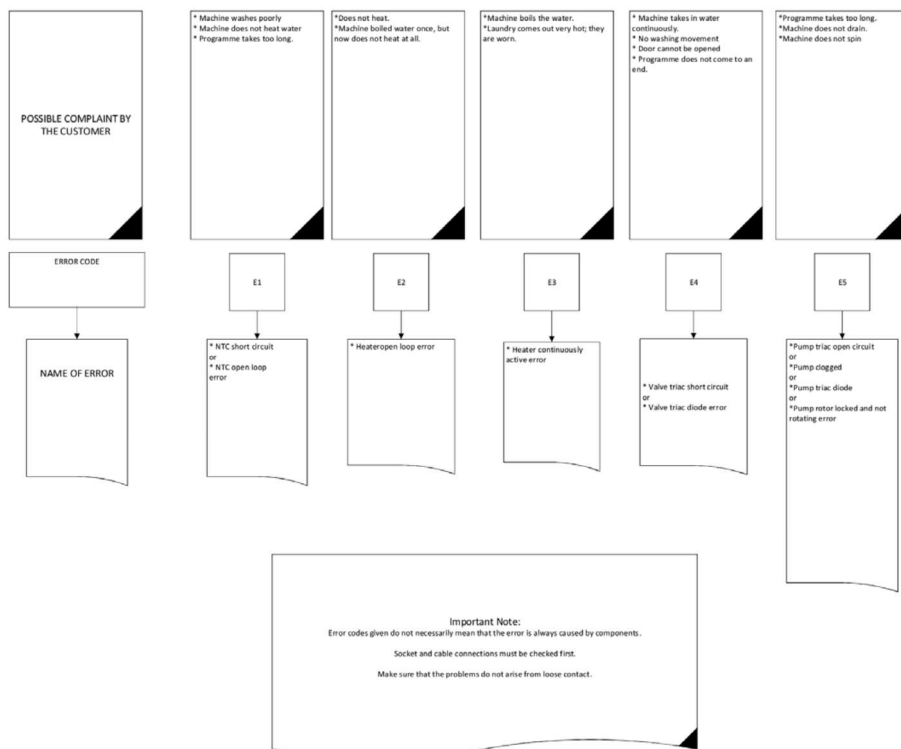 POSSIBLE COMPLAINT BY
THE CUSTOMER
* Machine washes poorly
* Machine does not heat water
* Programme takes too long.
*Does not heat.
*Machine boiled water once, but
now does not heat at all.
*Machine boils the water.
*Laundry comes out very hot; they
are worn.
* Machine takes in water
continuously.
* No washing movement
* Door cannot be opened
* Programme does not come to an
end.
*Programme takes too long.
*Machine does not drain.
*Machine does not spin
ERROR CODE
E1
E2
E3
E4
E5
NAME OF ERROR
* NTC short circuit
or
* NTC open loop
error
* Heateropen loop error
* Heater continuously
active error
* Valve triac short circuit
or
* Valve triac diode error
*Pump triac open circuit
or
*Pump clogged
or
*Pump triac diode
or
*Pump rotor locked and not
rotating error
Important Note:
Error codes given do not necessarily mean that the error is always caused by components.
Socket and cable connections must be checked first.
Make sure that the problems do not arise from loose contact.